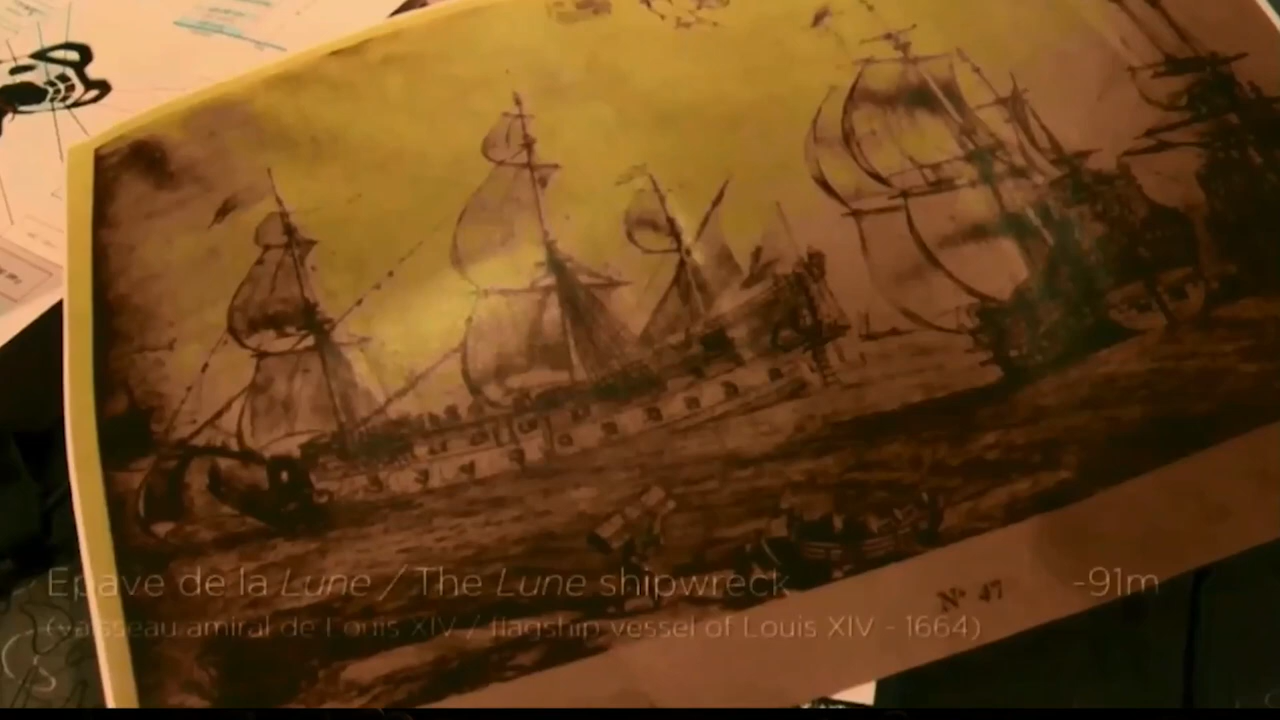 Epave de la Lune / The Lune shipwreck -91m
(vaisseau amiral de Louis XIV / flagship vessel of Louis XIV - 1664)
N° 47